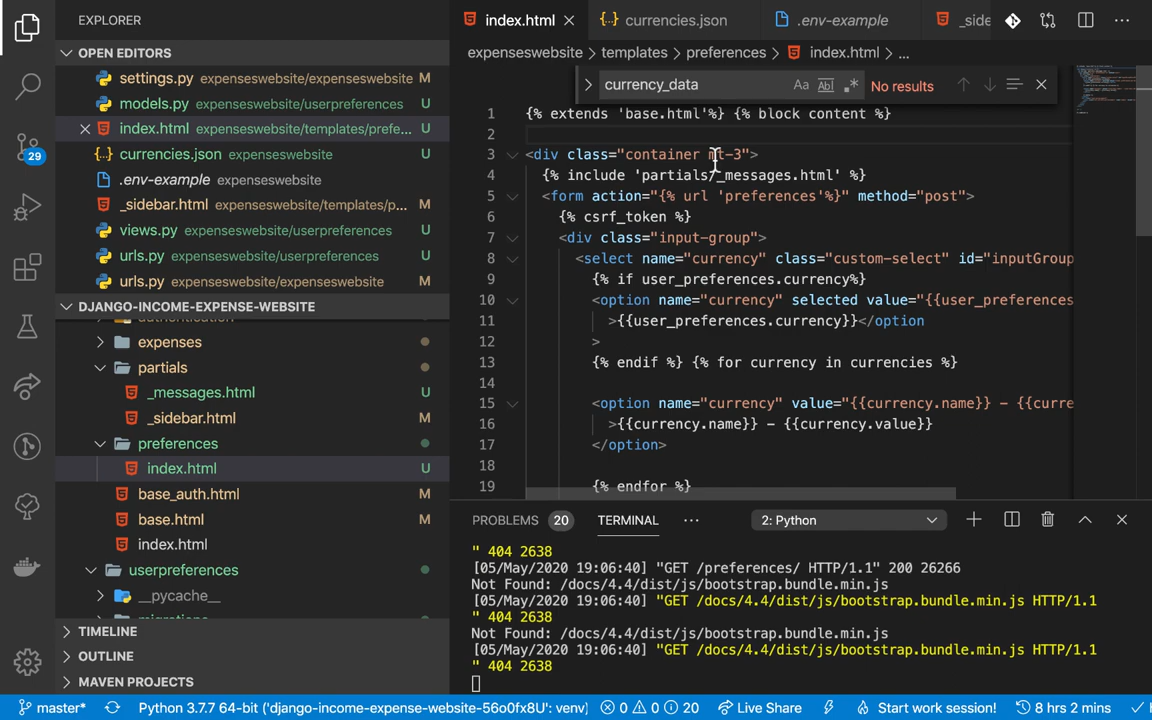 EXPLORER
OPEN EDITORS
settings.py expenseswebsite/expenseswebsite M
models.py expenseswebsite/userpreferences U
index.html expenseswebsite/templates/prefe... U
currencies.json expenseswebsite U
.env-example expenseswebsite
_sidebar.html expenseswebsite/templates/p... M
views.py expenseswebsite/userpreferences U
urls.py expenseswebsite/userpreferences U
urls.py expenseswebsite/expenseswebsite M
DJANGO-INCOME-EXPENSE-WEBSITE
expenses
partials
_messages.html U
_sidebar.html M
preferences
index.html U
base_auth.html M
base.html M
index.html
userpreferences
__pycache__
TIMELINE
OUTLINE
MAVEN PROJECTS
29
index.html
currencies.json
.env-example
_side
expenseswebsite > templates > preferences > index.html > ...
currency_data Aa Ab| .* No results
1 {% extends 'base.html'%} {% block content %}
2
3 <div class="container mt-3">
4 {% include 'partials/_messages.html' %}
5 <form action="{% url 'preferences'%}" method="post">
6 {% csrf_token %}
7 <div class="input-group">
8 <select name="currency" class="custom-select" id="inputGroup
9 {% if user_preferences.currency%}
10 <option name="currency" selected value="{{user_preferences
11 >{{user_preferences.currency}}</option
12 >
13 {% endif %} {% for currency in currencies %}
14
15 <option name="currency" value="{{currency.name}} - {{curre
16 >{{currency.name}} - {{currency.value}}
17 </option>
18
19 {% endfor %}
PROBLEMS 20 TERMINAL ... 2: Python
" 404 2638
[05/May/2020 19:06:40] "GET /preferences/ HTTP/1.1" 200 26266
Not Found: /docs/4.4/dist/js/bootstrap.bundle.min.js
[05/May/2020 19:06:40] "GET /docs/4.4/dist/js/bootstrap.bundle.min.js HTTP/1.1
" 404 2638
Not Found: /docs/4.4/dist/js/bootstrap.bundle.min.js
[05/May/2020 19:06:40] "GET /docs/4.4/dist/js/bootstrap.bundle.min.js HTTP/1.1
" 404 2638
master* Python 3.7.7 64-bit ('django-income-expense-website-56o0fx8U': venv) 0 0 20 Live Share Start work session! 8 hrs 2 mins